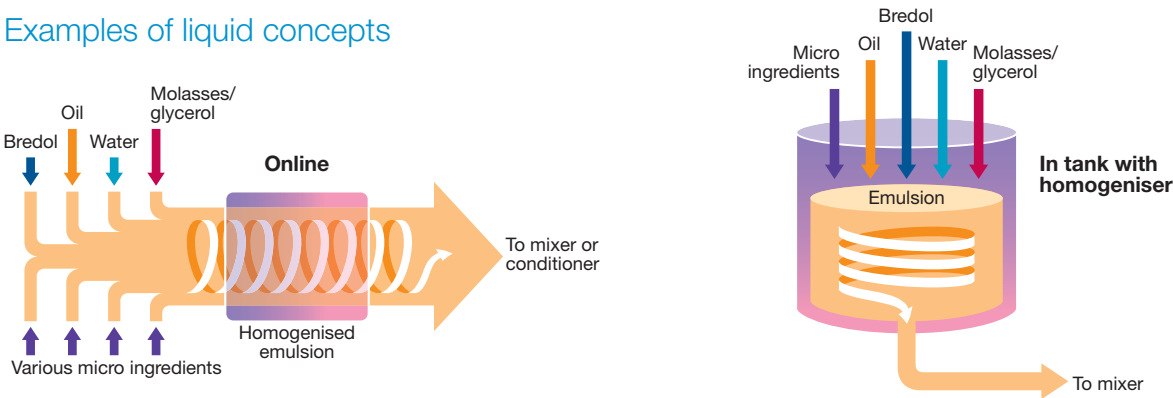 Examples of liquid concepts
Bredol
Oil
Water
Molasses/
glycerol
Online
To mixer or
conditioner
Homogenised
emulsion
Various micro ingredients
Micro
ingredients
Oil
Bredol
Water
Molasses/
glycerol
In tank with
homogeniser
Emulsion
To mixer